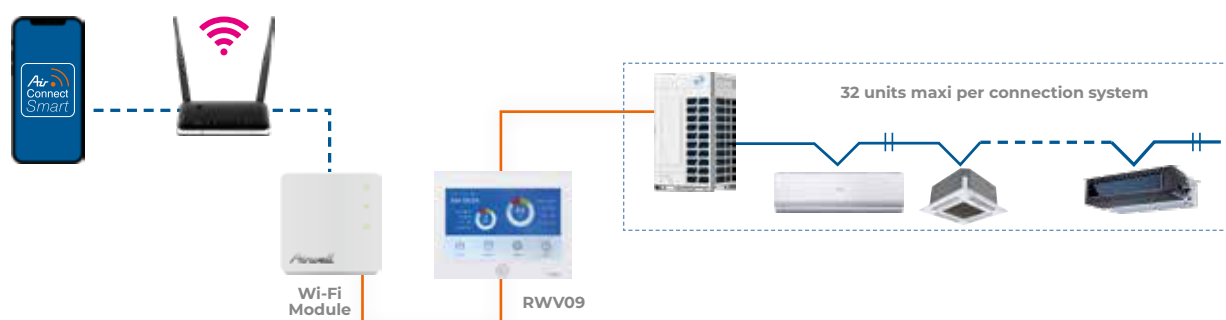 Air
Connect
Smart
32 units maxi per connection system
Airwell
Wi-Fi
Module
RWV09